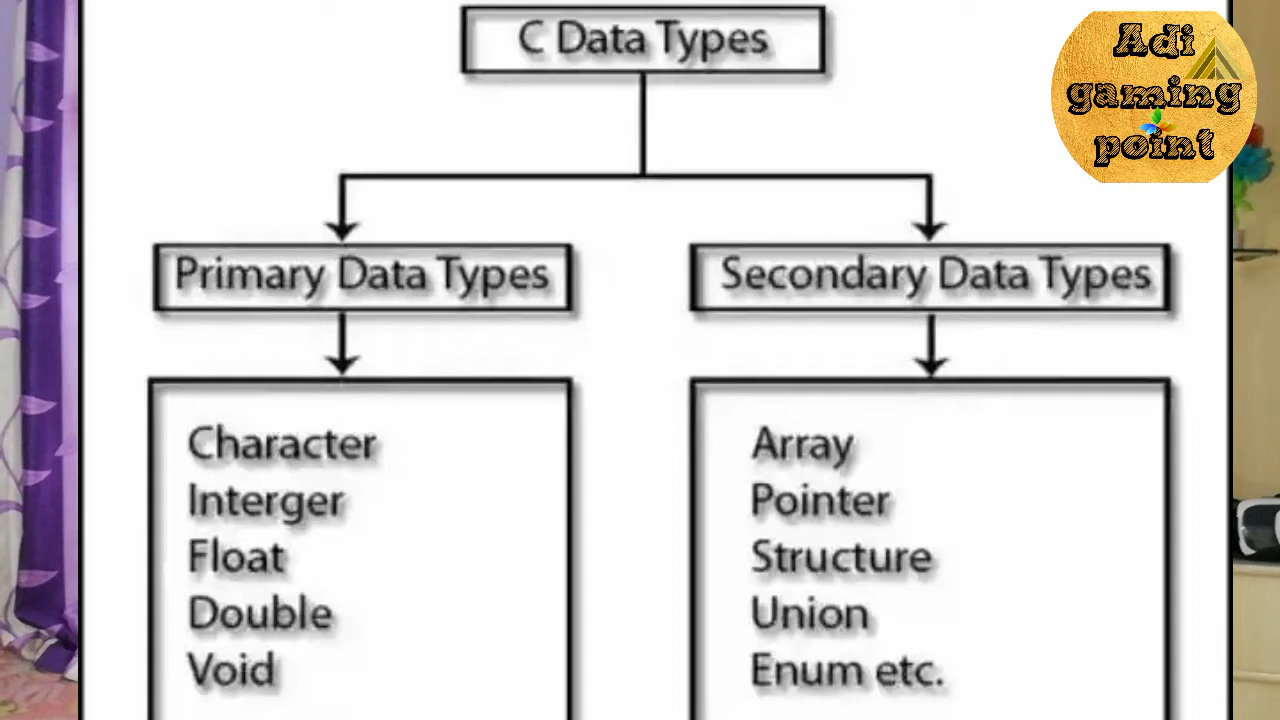 C Data Types
Adi
gaming
point
Primary Data Types
Secondary Data Types
Character
Interger
Float
Double
Void
Array
Pointer
Structure
Union
Enum etc.